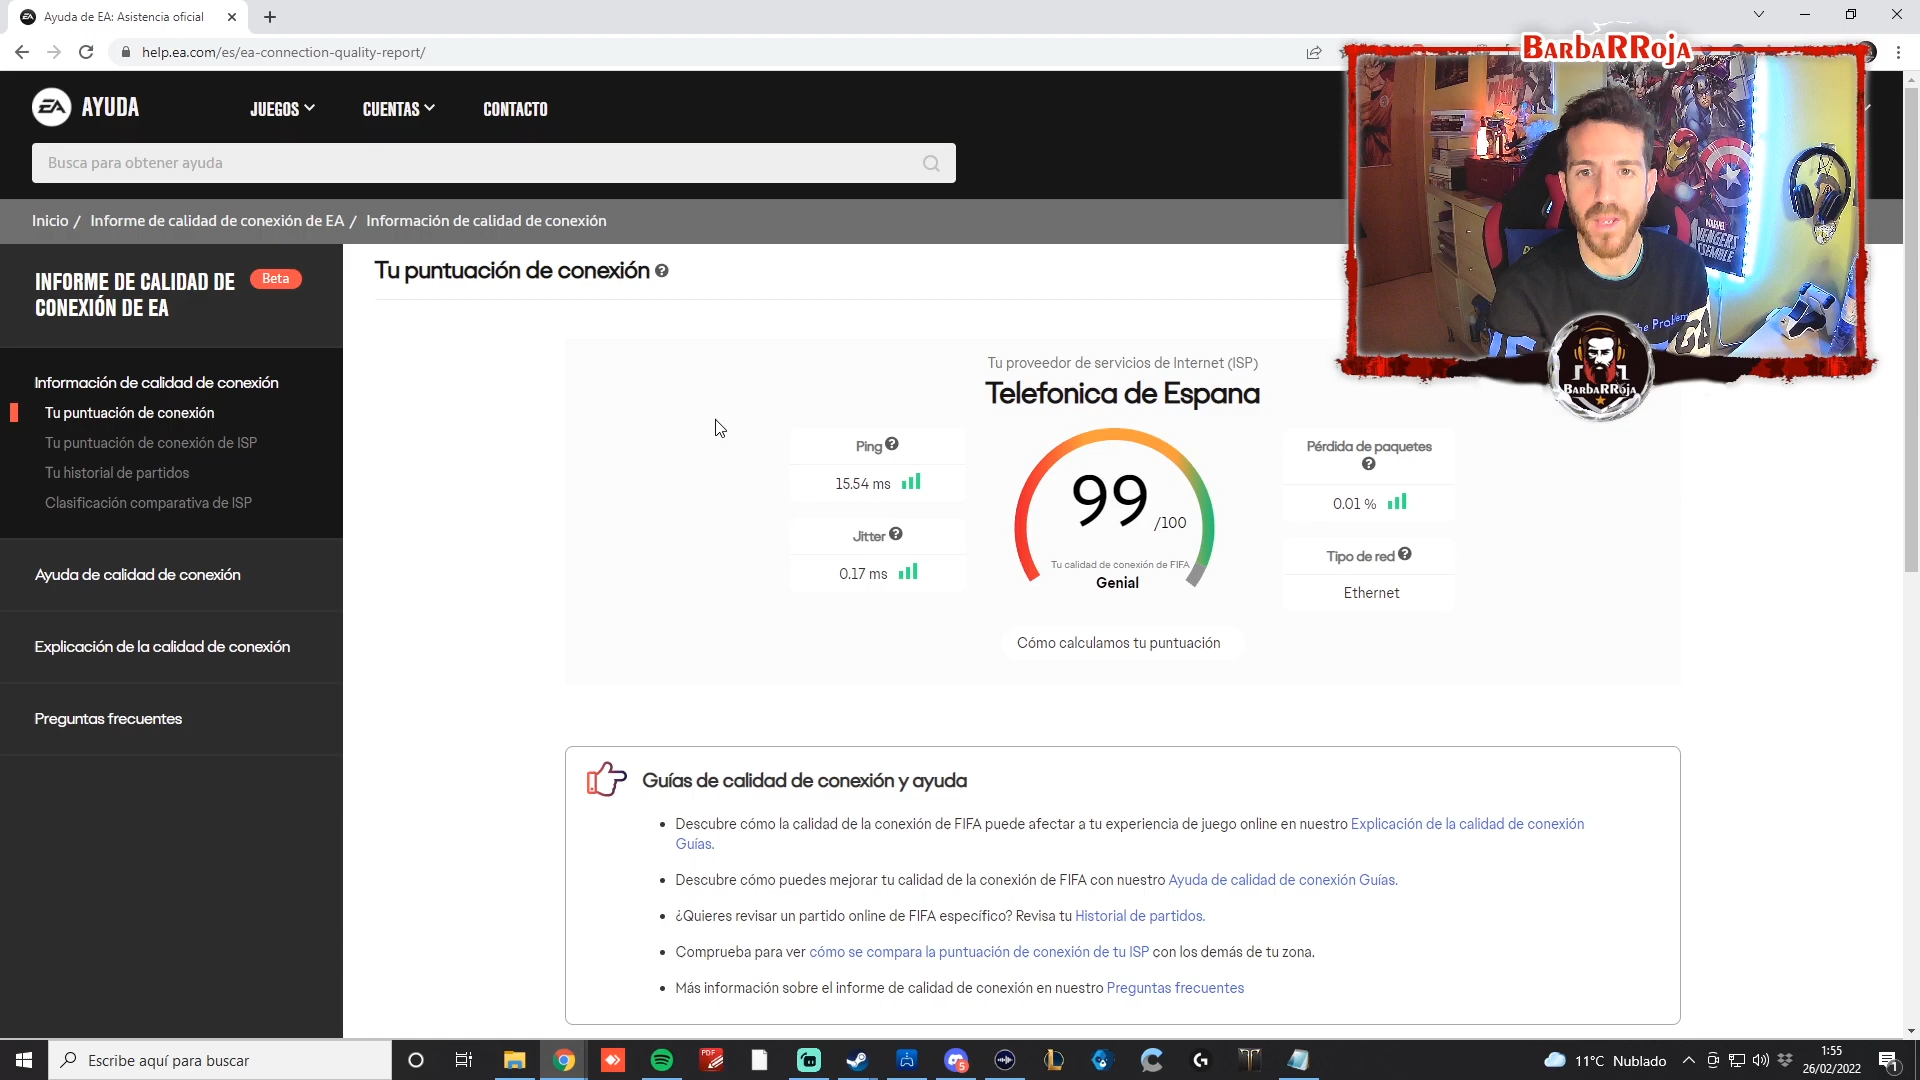 Ayuda de EA: Asistencia oficial
help.ea.com/es/ea-connection-quality-report/
BarbaRRoja
EA AYUDA
JUEGOS
CUENTAS
CONTACTO
Busca para obtener ayuda
Inicio / Informe de calidad de conexión de EA / Información de calidad de conexión
INFORME DE CALIDAD DE
CONEXIÓN DE EA
Beta
Información de calidad de conexión
Tu puntuación de conexión
Tu puntuación de conexión de ISP
Tu historial de partidos
Clasificación comparativa de ISP
Ayuda de calidad de conexión
Explicación de la calidad de conexión
Preguntas frecuentes
Tu puntuación de conexión
Tu proveedor de servicios de Internet (ISP)
Telefonica de Espana
Ping
15.54 ms
Jitter
0.17 ms
99 /100
Tu calidad de conexión de FIFA
Genial
Pérdida de paquetes
0.01 %
Tipo de red
Ethernet
Cómo calculamos tu puntuación
Guías de calidad de conexión y ayuda
Descubre cómo la calidad de la conexión de FIFA puede afectar a tu experiencia de juego online en nuestro Explicación de la calidad de conexión
Guías.
Descubre cómo puedes mejorar tu calidad de la conexión de FIFA con nuestro Ayuda de calidad de conexión Guías.
¿Quieres revisar un partido online de FIFA específico? Revisa tu Historial de partidos.
Comprueba para ver cómo se compara la puntuación de conexión de tu ISP con los demás de tu zona.
Más información sobre el informe de calidad de conexión en nuestro Preguntas frecuentes
MARVEL
AVENGERS
ASSEMBLE
The Problem
BarbaRRoja
Escribe aquí para buscar
PDF
5
11°C Nublado
1:55
26/02/2022
1